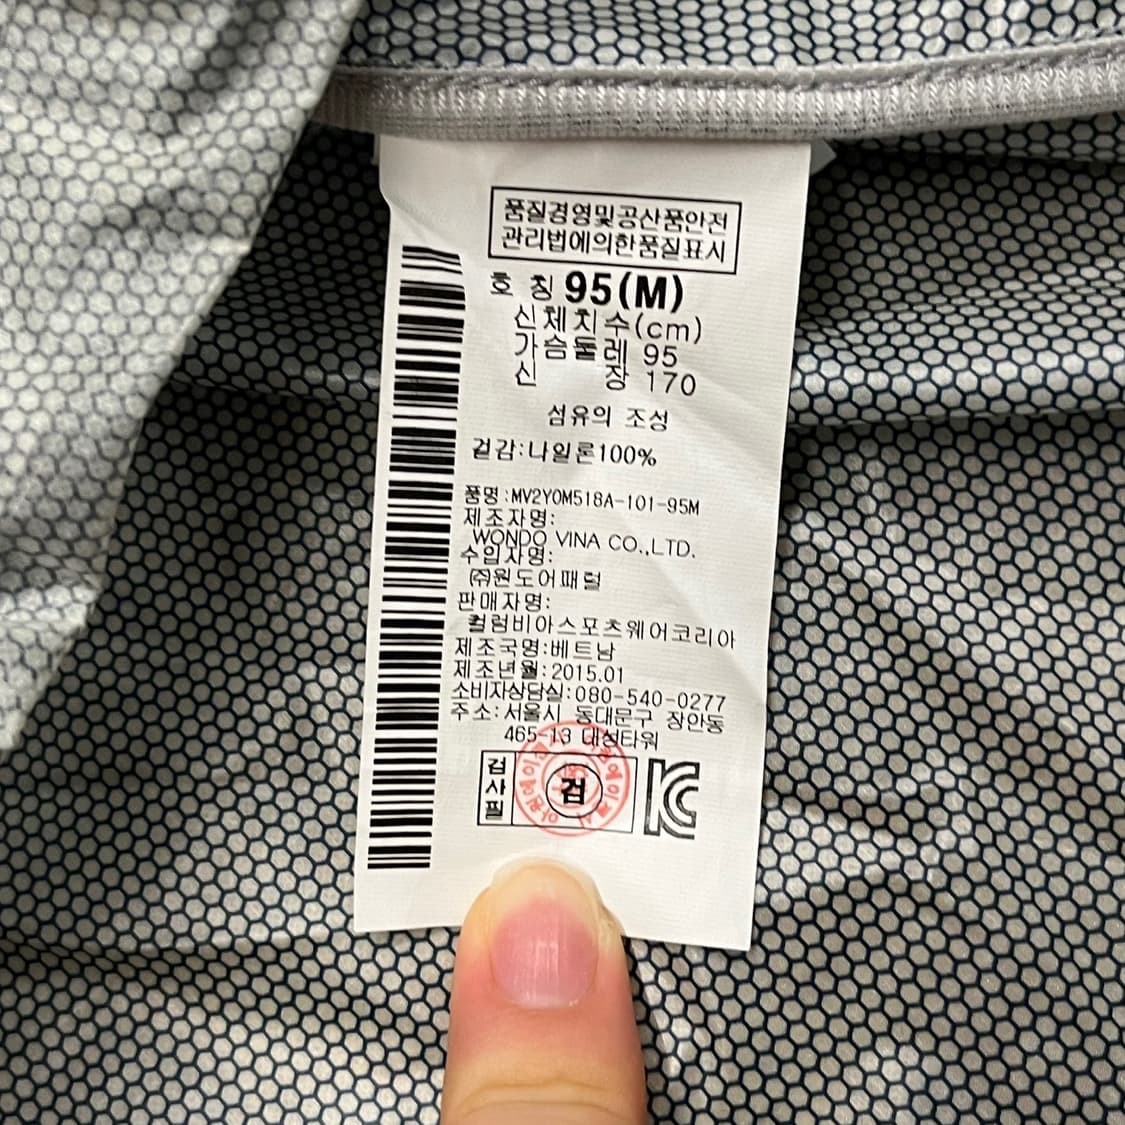 품질경영및공산품안전
관리법에의한품질표시
호 칭 95(M)
신체치수(cm)
가슴둘레 95
신 장 170
섬유의 조성
겉감:나일론100%
품명:MV2YOM518A-101-95M
제조자명:
WONDO VINA CO.,LTD.
수입자명:
(주)원도어패럴
판매자명:
컬럼비아스포츠웨어코리아
제조국명:베트남
제조년월:2015.01
소비자상담실:080-540-0277
주소:서울시 동대문구 장안동
465-13 대성타워
검사필
검
KC